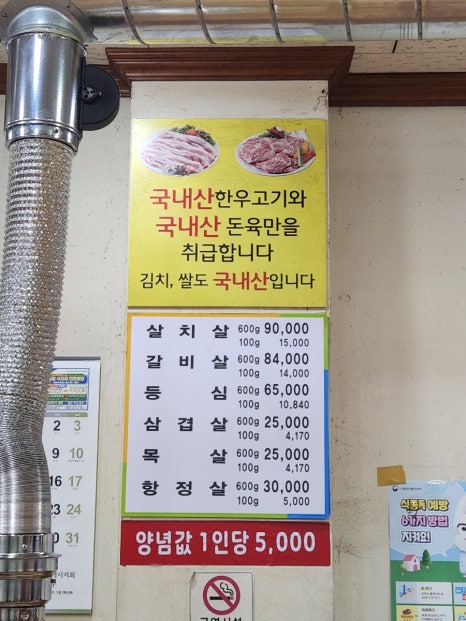 국내산한우고기와
국내산 돈육만을
취급합니다
김치, 쌀도 국내산입니다
살치살 600g 90,000
100g 15,000
갈비살 600g 84,000
100g 14,000
등심 600g 65,000
100g 10,840
삼겹살 600g 25,000
100g 4,170
목살 600g 25,000
100g 4,170
항정살 600g 30,000
100g 5,000
양념값 1인당 5,000
금연시설
2 3
9 10
16 17
23 24
30 31
식중독 예방
6가지 방법
지켜요!